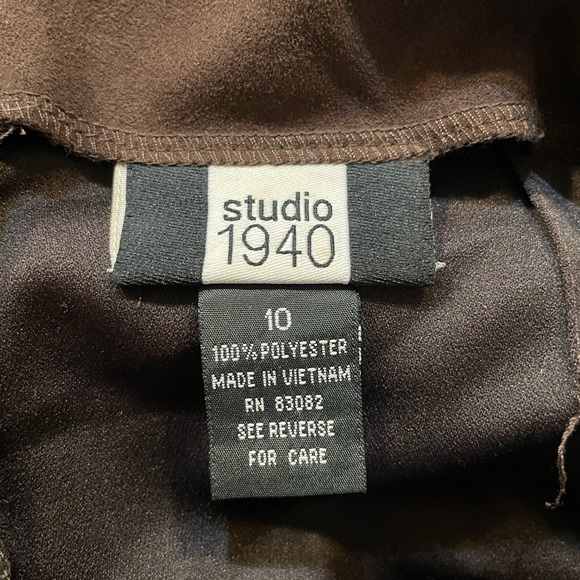 studio
1940
10
100% POLYESTER
MADE IN VIETNAM
RN 83082
SEE REVERSE
FOR CARE